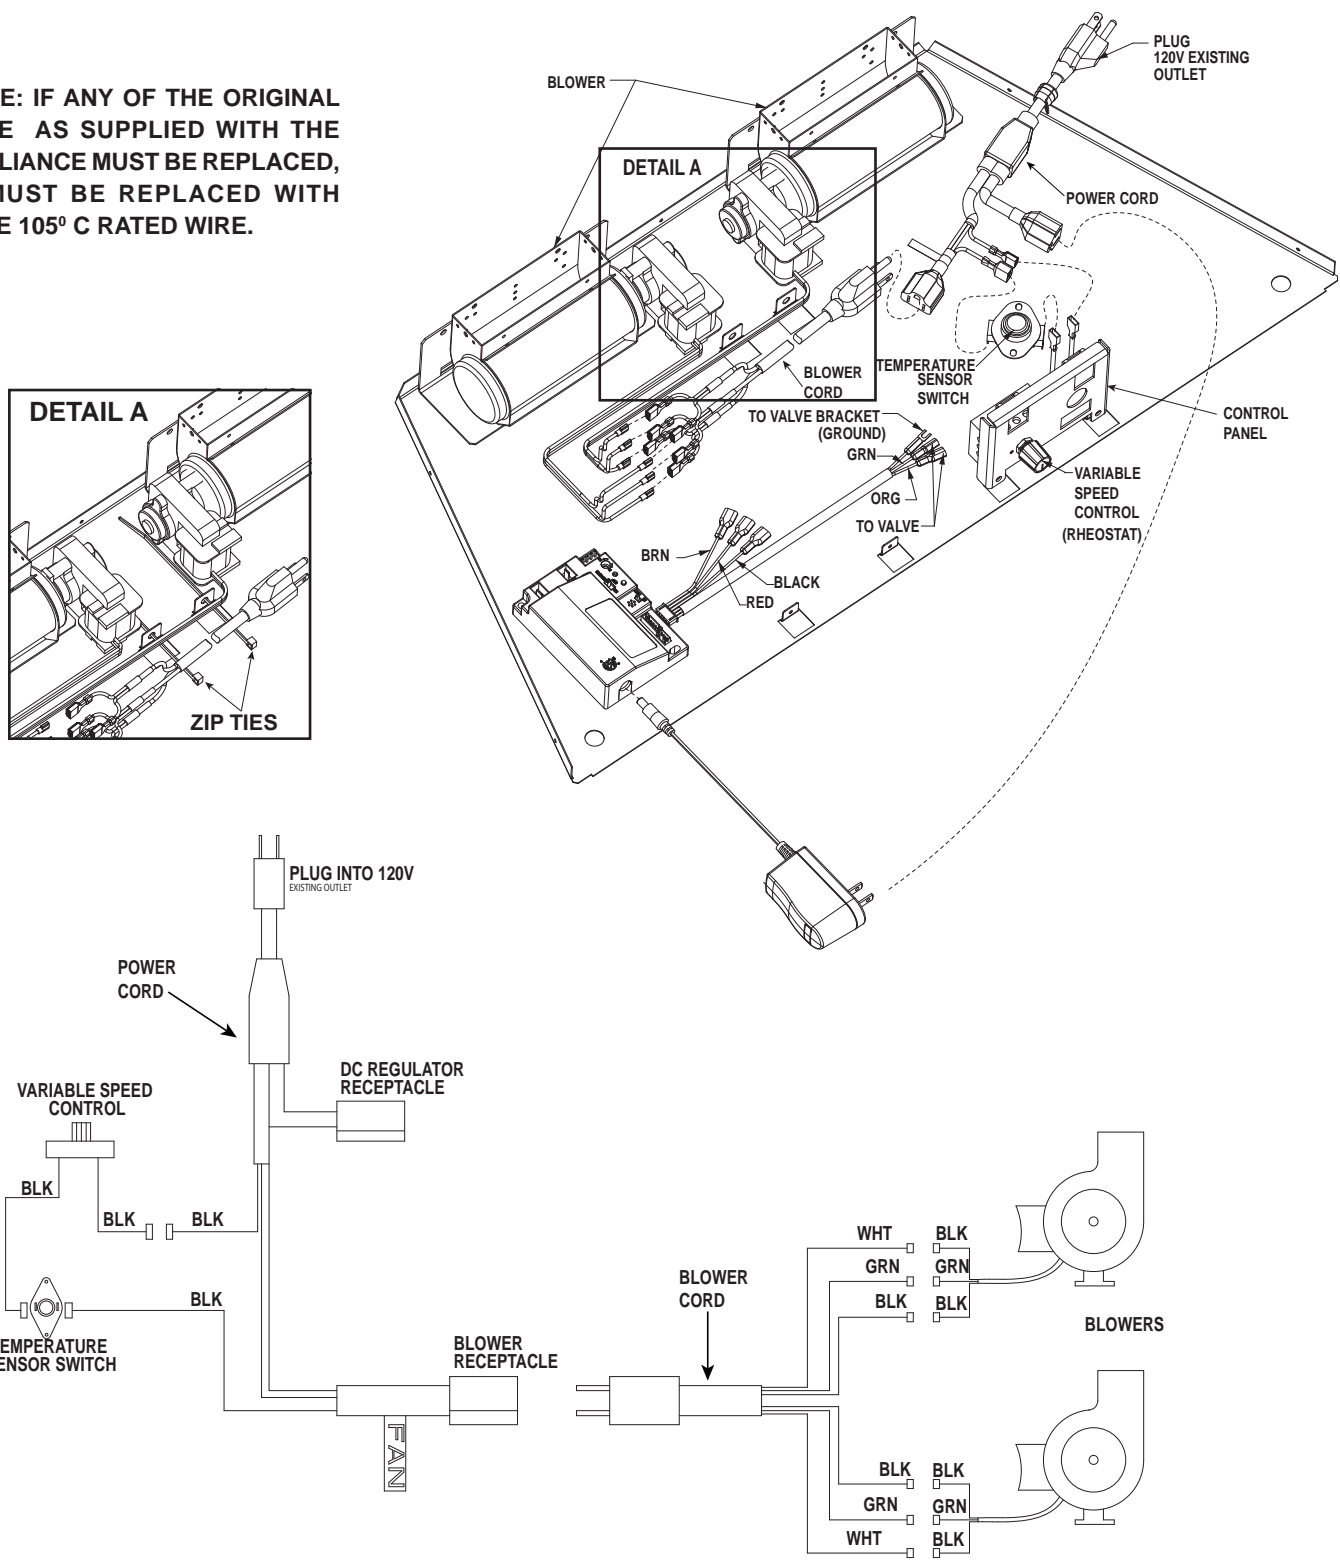 E: IF ANY OF THE ORIGINAL
E AS SUPPLIED WITH THE
LIANCE MUST BE REPLACED,
MUST BE REPLACED WITH
E 105⁰ C RATED WIRE.
BLOWER
PLUG
120V EXISTING
OUTLET
DETAIL A
POWER CORD
BLOWER
CORD
TEMPERATURE
SENSOR
SWITCH
TO VALVE BRACKET
(GROUND)
GRN
ORG
TO VALVE
CONTROL
PANEL
VARIABLE
SPEED
CONTROL
(RHEOSTAT)
BRN
BLACK
RED
DETAIL A
ZIP TIES
PLUG INTO 120V
EXISTING OUTLET
POWER
CORD
DC REGULATOR
RECEPTACLE
VARIABLE SPEED
CONTROL
BLK
BLK
BLK
BLK
EMPERATURE
ENSOR SWITCH
BLOWER
RECEPTACLE
FAN
BLOWER
CORD
WHT
BLK
GRN
GRN
BLK
BLK
BLOWERS
BLK
BLK
GRN
GRN
WHT
BLK